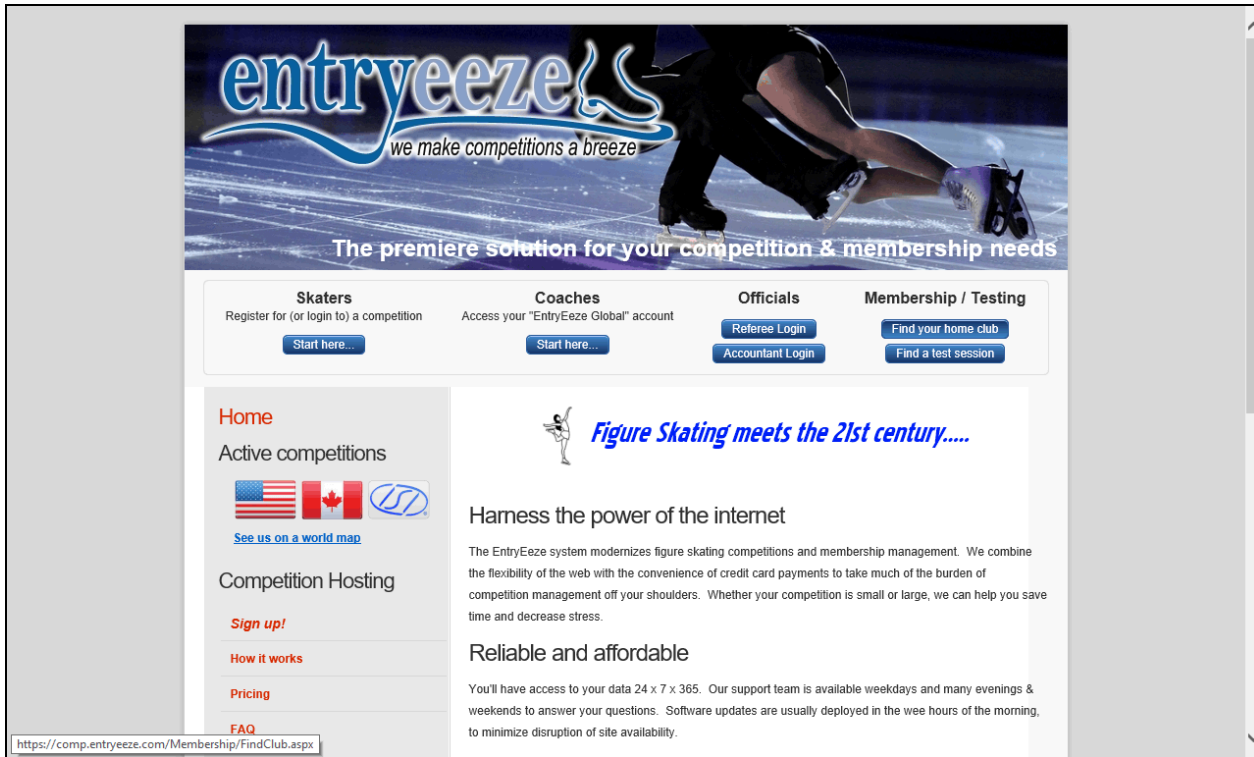 entryeeze
we make competitions a breeze
The premiere solution for your competition & membership needs
Skaters
Register for (or login to) a competition
Start here...
Coaches
Access your "EntryEeze Global" account
Start here...
Officials
Referee Login
Accountant Login
Membership / Testing
Find your home club
Find a test session
Home
Active competitions
ISI
See us on a world map
Competition Hosting
Sign up!
How it works
Pricing
FAQ
Figure Skating meets the 21st century.....
Harness the power of the internet
The EntryEeze system modernizes figure skating competitions and membership management. We combine
the flexibility of the web with the convenience of credit card payments to take much of the burden of
competition management off your shoulders. Whether your competition is small or large, we can help you save
time and decrease stress.
Reliable and affordable
You'll have access to your data 24 x 7 x 365. Our support team is available weekdays and many evenings &
weekends to answer your questions. Software updates are usually deployed in the wee hours of the morning,
to minimize disruption of site availability.
https://comp.entryeeze.com/Membership/FindClub.aspx